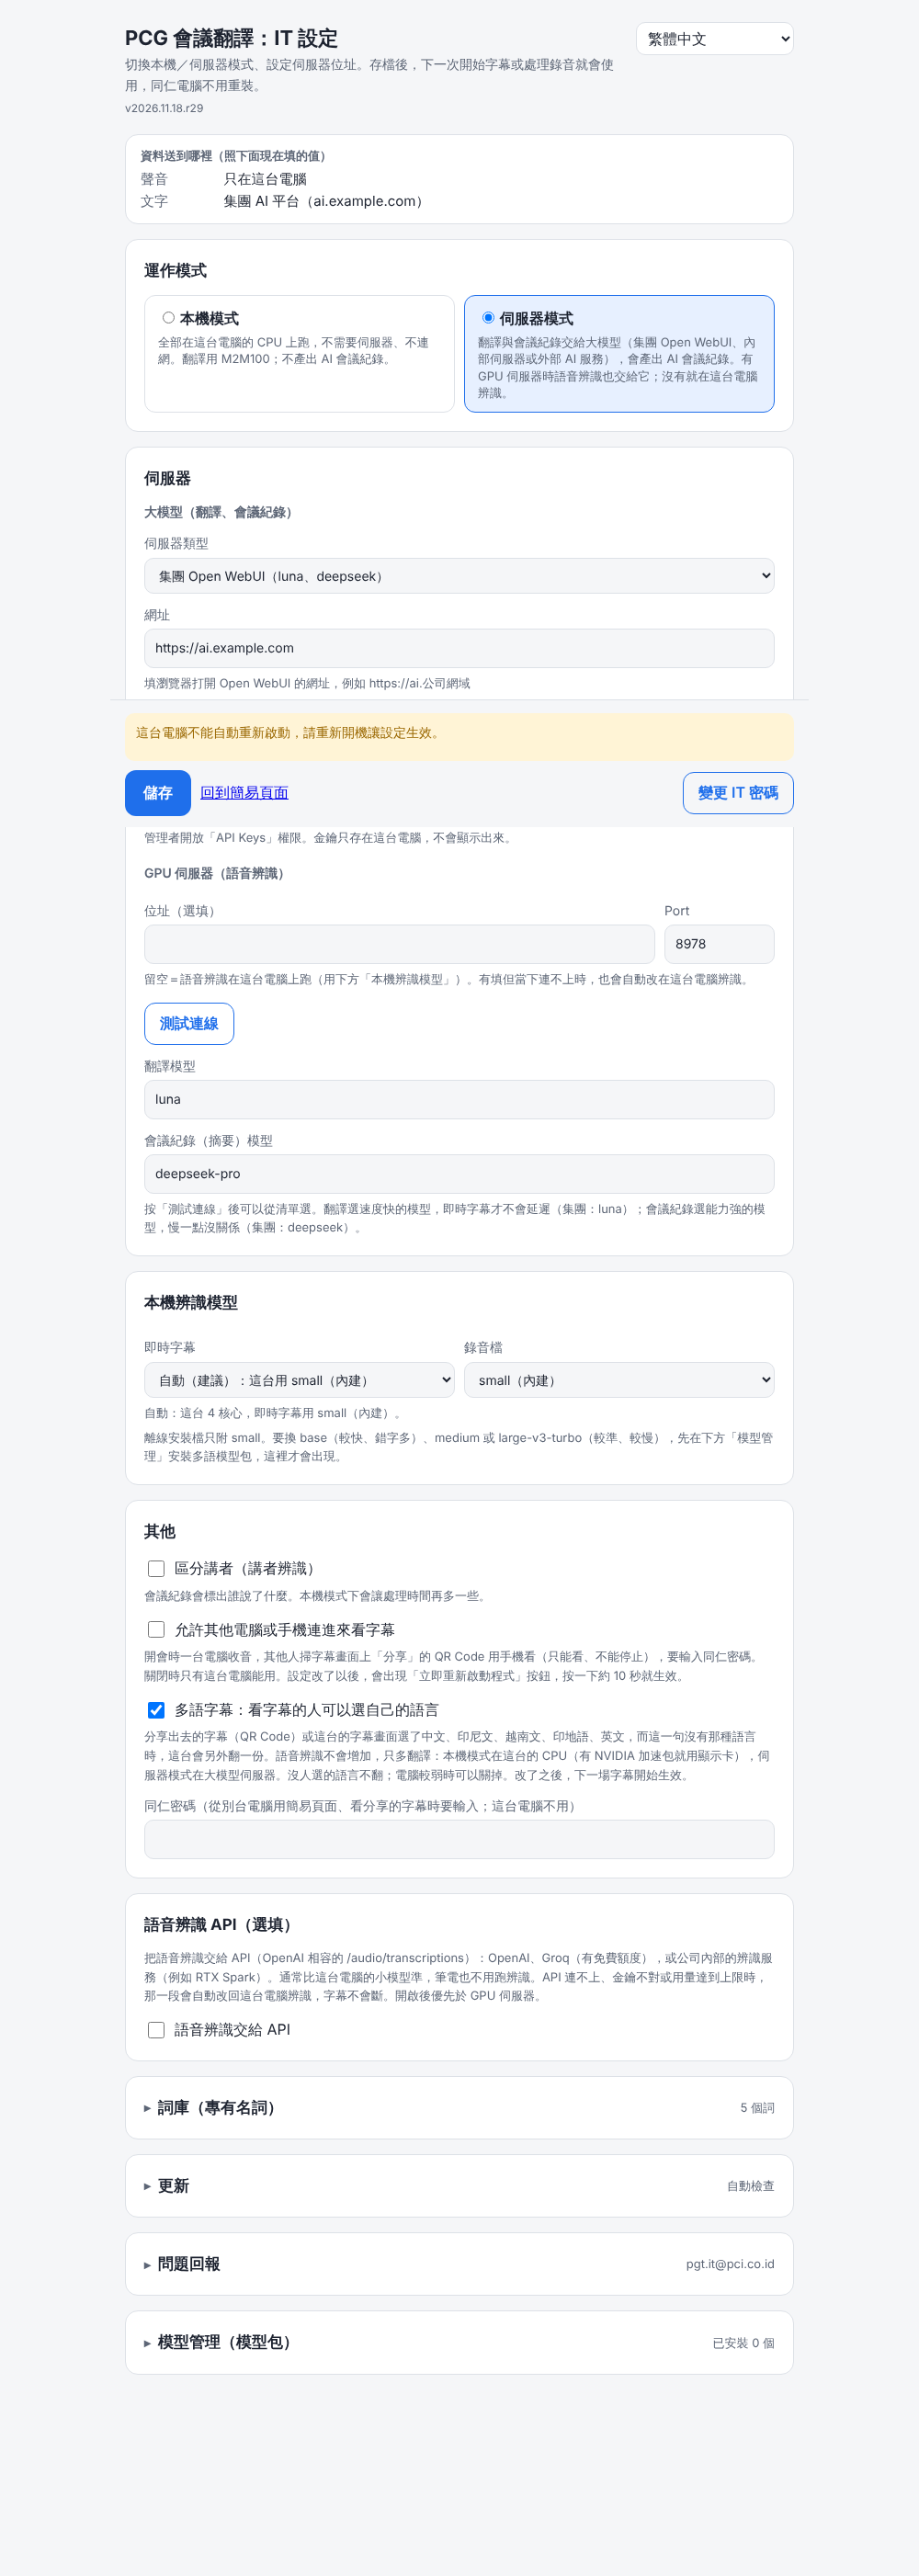 PCG 會議翻譯：IT 設定
繁體中文
切換本機／伺服器模式、設定伺服器位址。存檔後，下一次開始字幕或處理錄音就會使
用，同仁電腦不用重裝。
v2026.11.18.r29
資料送到哪裡（照下面現在填的值）
聲音 只在這台電腦
文字 集團 AI 平台（ai.example.com）
運作模式
本機模式
全部在這台電腦的 CPU 上跑，不需要伺服器、不連
網。翻譯用 M2M100；不產出 AI 會議紀錄。
伺服器模式
翻譯與會議紀錄交給大模型（集團 Open WebUI、內
部伺服器或外部 AI 服務），會產出 AI 會議紀錄。有
GPU 伺服器時語音辨識也交給它；沒有就在這台電腦
辨識。
伺服器
大模型（翻譯、會議紀錄）
伺服器類型
集團 Open WebUI（luna、deepseek）
網址
https://ai.example.com
填瀏覽器打開 Open WebUI 的網址，例如 https://ai.公司網域
這台電腦不能自動重新啟動，請重新開機讓設定生效。
儲存 回到簡易頁面 變更 IT 密碼
管理者開放「API Keys」權限。金鑰只存在這台電腦，不會顯示出來。
GPU 伺服器（語音辨識）
位址（選填） Port
8978
留空＝語音辨識在這台電腦上跑（用下方「本機辨識模型」）。有填但當下連不上時，也會自動改在這台電腦辨識。
測試連線
翻譯模型
luna
會議紀錄（摘要）模型
deepseek-pro
按「測試連線」後可以從清單選。翻譯選速度快的模型，即時字幕才不會延遲（集團：luna）；會議紀錄選能力強的模
型，慢一點沒關係（集團：deepseek）。
本機辨識模型
即時字幕 錄音檔
自動（建議）：這台用 small（內建） small（內建）
自動：這台 4 核心，即時字幕用 small（內建）。
離線安裝檔只附 small。要換 base（較快、錯字多）、medium 或 large-v3-turbo（較準、較慢），先在下方「模型管
理」安裝多語模型包，這裡才會出現。
其他
區分講者（講者辨識）
會議紀錄會標出誰說了什麼。本機模式下會讓處理時間再多一些。
允許其他電腦或手機連進來看字幕
開會時一台電腦收音，其他人掃字幕畫面上「分享」的 QR Code 用手機看（只能看、不能停止），要輸入同仁密碼。
關閉時只有這台電腦能用。設定改了以後，會出現「立即重新啟動程式」按鈕，按一下約 10 秒就生效。
多語字幕：看字幕的人可以選自己的語言
分享出去的字幕（QR Code）或這台的字幕畫面選了中文、印尼文、越南文、印地語、英文，而這一句沒有那種語言
時，這台會另外翻一份。語音辨識不會增加，只多翻譯：本機模式在這台的 CPU（有 NVIDIA 加速包就用顯示卡），伺
服器模式在大模型伺服器。沒人選的語言不翻；電腦較弱時可以關掉。改了之後，下一場字幕開始生效。
同仁密碼（從別台電腦用簡易頁面、看分享的字幕時要輸入；這台電腦不用）
語音辨識 API（選填）
把語音辨識交給 API（OpenAI 相容的 /audio/transcriptions）：OpenAI、Groq（有免費額度），或公司內部的辨識服
務（例如 RTX Spark）。通常比這台電腦的小模型準，筆電也不用跑辨識。API 連不上、金鑰不對或用量達到上限時，
那一段會自動改回這台電腦辨識，字幕不會斷。開啟後優先於 GPU 伺服器。
語音辨識交給 API
詞庫（專有名詞） 5 個詞
更新 自動檢查
問題回報 pgt.it@pci.co.id
模型管理（模型包） 已安裝 0 個